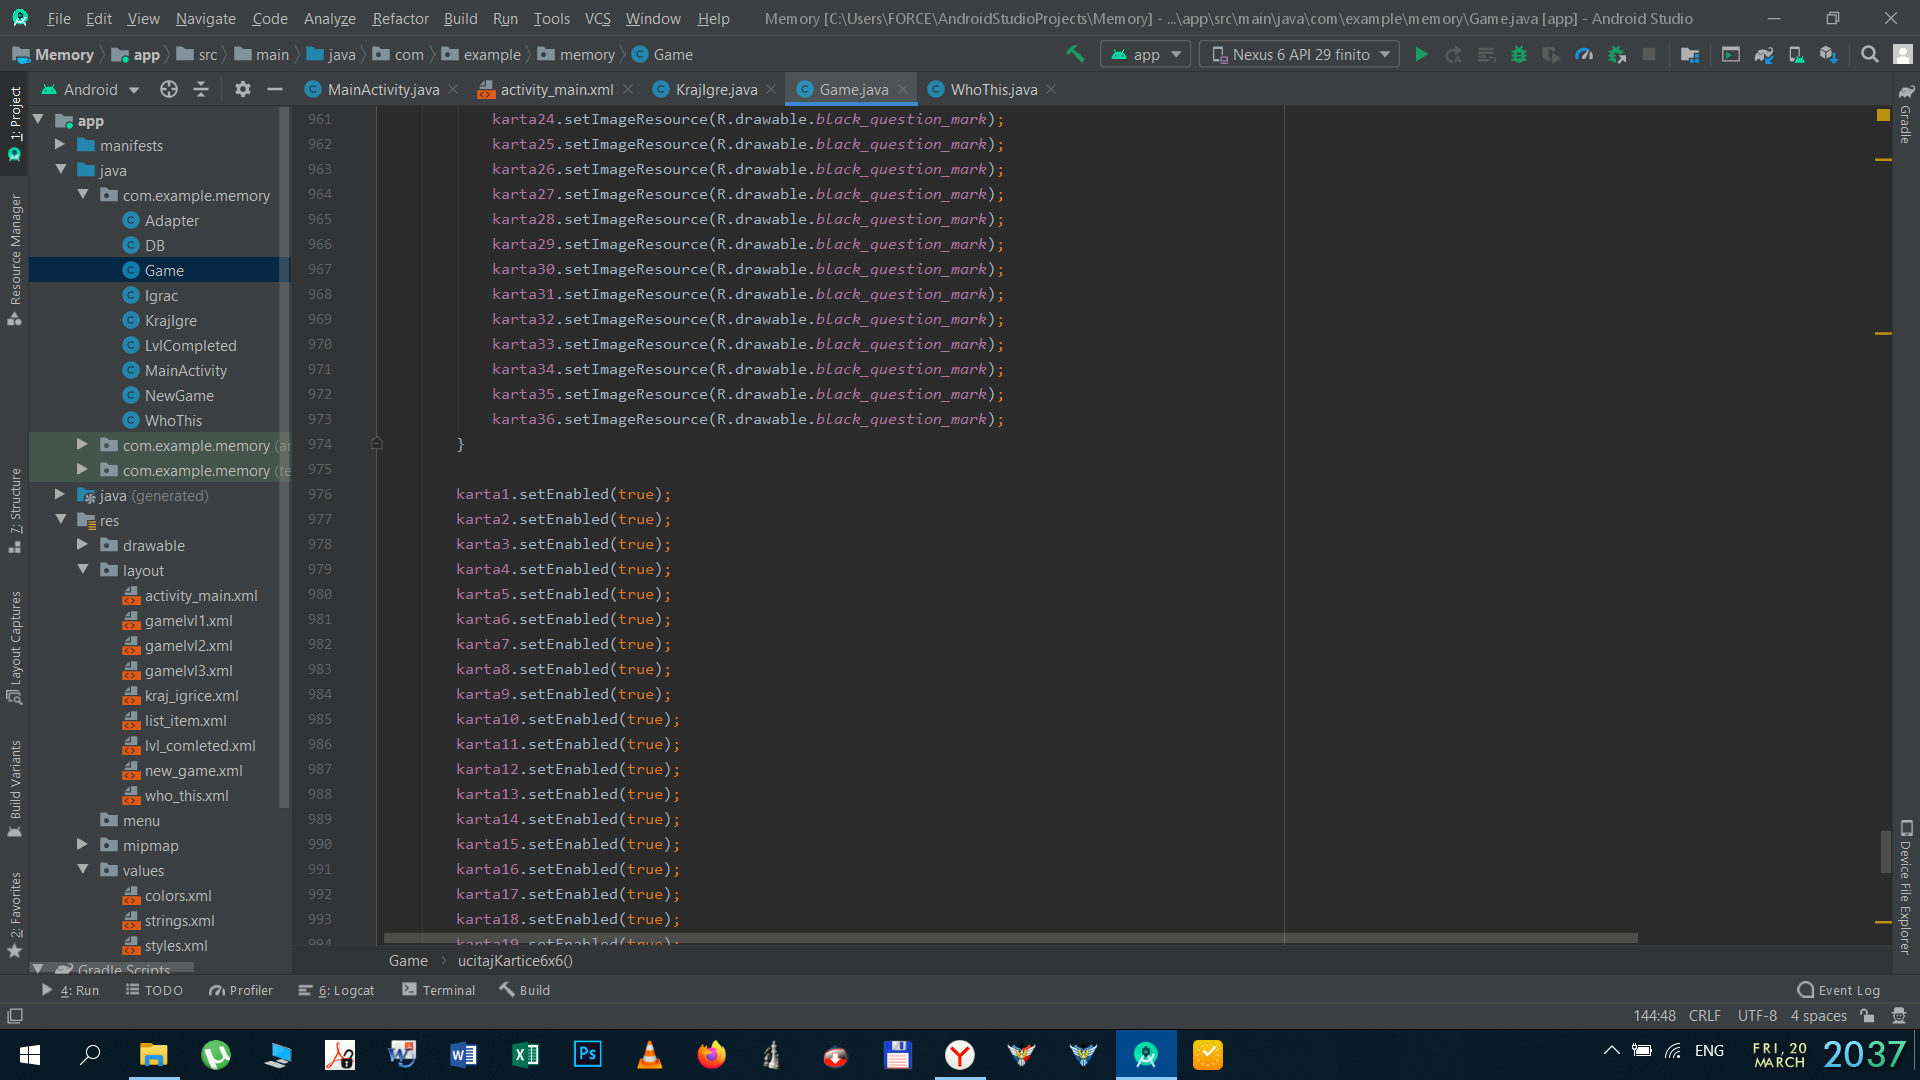 File Edit View Navigate Code Analyze Refactor Build Run Tools VCS Window Help Memory [C:\Users\FORCE\AndroidStudioProjects\Memory] - ...\app\src\main\java\com\example\memory\Game.java [app] - Android Studio
Memory app src main java com example memory Game app Nexus 6 API 29 finito
Android MainActivity.java activity_main.xml KrajIgre.java Game.java WhoThis.java
1: Project
Resource Manager
7: Structure
Layout Captures
Build Variants
2: Favorites
app
manifests
java
com.example.memory
Adapter
DB
Game
Igrac
KrajIgre
LvlCompleted
MainActivity
NewGame
WhoThis
com.example.memory (a
com.example.memory (te
java (generated)
res
drawable
layout
activity_main.xml
gamelvl1.xml
gamelvl2.xml
gamelvl3.xml
kraj_igrice.xml
list_item.xml
lvl_comleted.xml
new_game.xml
who_this.xml
menu
mipmap
values
colors.xml
strings.xml
styles.xml
Gradle Scripts
961 karta24.setImageResource(R.drawable.black_question_mark);
962 karta25.setImageResource(R.drawable.black_question_mark);
963 karta26.setImageResource(R.drawable.black_question_mark);
964 karta27.setImageResource(R.drawable.black_question_mark);
965 karta28.setImageResource(R.drawable.black_question_mark);
966 karta29.setImageResource(R.drawable.black_question_mark);
967 karta30.setImageResource(R.drawable.black_question_mark);
968 karta31.setImageResource(R.drawable.black_question_mark);
969 karta32.setImageResource(R.drawable.black_question_mark);
970 karta33.setImageResource(R.drawable.black_question_mark);
971 karta34.setImageResource(R.drawable.black_question_mark);
972 karta35.setImageResource(R.drawable.black_question_mark);
973 karta36.setImageResource(R.drawable.black_question_mark);
974 }
975
976 karta1.setEnabled(true);
977 karta2.setEnabled(true);
978 karta3.setEnabled(true);
979 karta4.setEnabled(true);
980 karta5.setEnabled(true);
981 karta6.setEnabled(true);
982 karta7.setEnabled(true);
983 karta8.setEnabled(true);
984 karta9.setEnabled(true);
985 karta10.setEnabled(true);
986 karta11.setEnabled(true);
987 karta12.setEnabled(true);
988 karta13.setEnabled(true);
989 karta14.setEnabled(true);
990 karta15.setEnabled(true);
991 karta16.setEnabled(true);
992 karta17.setEnabled(true);
993 karta18.setEnabled(true);
994 karta19.setEnabled(true);
Game ucitajKartice6x6()
Gradle
Device File Explorer
4: Run TODO Profiler 6: Logcat Terminal Build Event Log
144:48 CRLF UTF-8 4 spaces
ENG FRI, 20 MARCH 2037